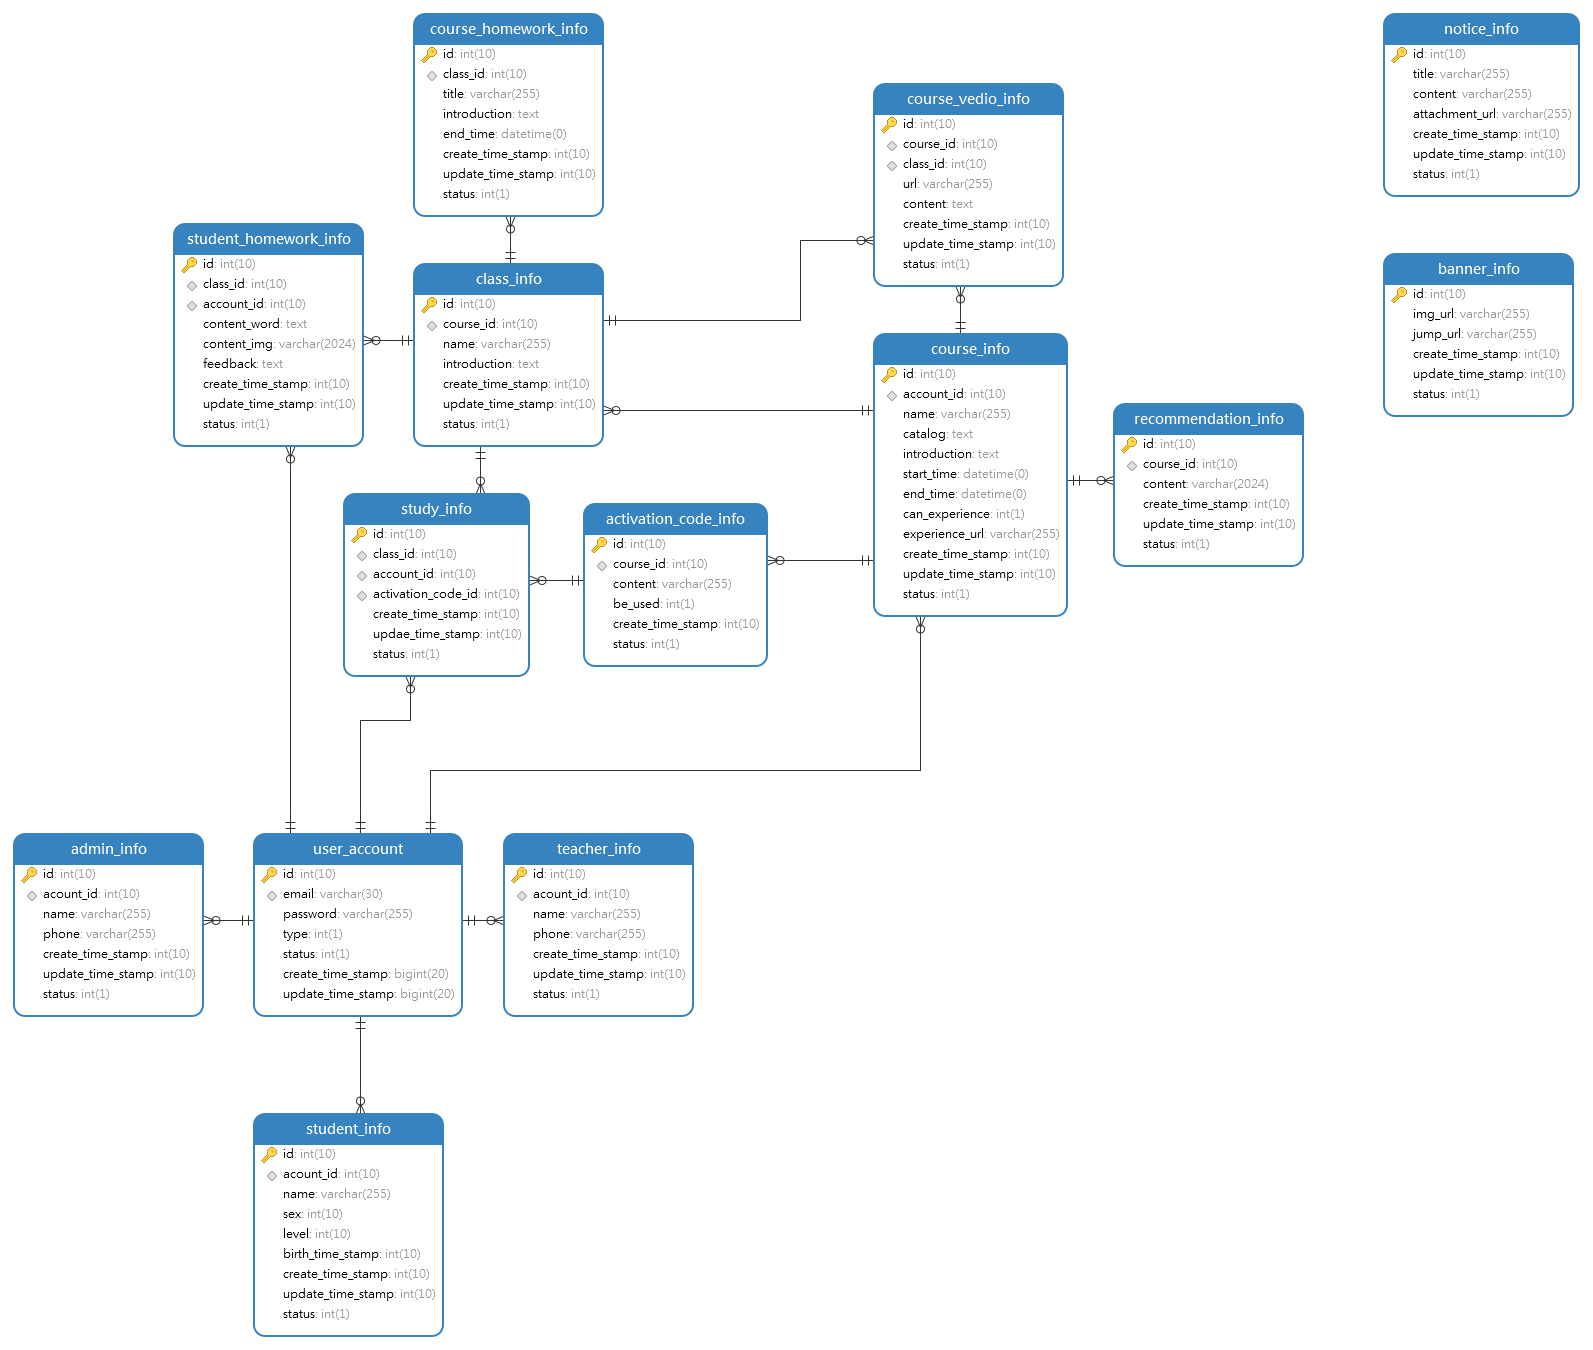 course_homework_info
id: int(10)
class_id: int(10)
title: varchar(255)
introduction: text
end_time: datetime(0)
create_time_stamp: int(10)
update_time_stamp: int(10)
status: int(1)
notice_info
id: int(10)
title: varchar(255)
content: varchar(255)
attachment_url: varchar(255)
create_time_stamp: int(10)
update_time_stamp: int(10)
status: int(1)
course_vedio_info
id: int(10)
course_id: int(10)
class_id: int(10)
url: varchar(255)
content: text
create_time_stamp: int(10)
update_time_stamp: int(10)
status: int(1)
student_homework_info
id: int(10)
class_id: int(10)
account_id: int(10)
content_word: text
content_img: varchar(2024)
feedback: text
create_time_stamp: int(10)
update_time_stamp: int(10)
status: int(1)
class_info
id: int(10)
course_id: int(10)
name: varchar(255)
introduction: text
create_time_stamp: int(10)
update_time_stamp: int(10)
status: int(1)
banner_info
id: int(10)
img_url: varchar(255)
jump_url: varchar(255)
create_time_stamp: int(10)
update_time_stamp: int(10)
status: int(1)
course_info
id: int(10)
account_id: int(10)
name: varchar(255)
catalog: text
introduction: text
start_time: datetime(0)
end_time: datetime(0)
can_experience: int(1)
experience_url: varchar(255)
create_time_stamp: int(10)
update_time_stamp: int(10)
status: int(1)
recommendation_info
id: int(10)
course_id: int(10)
content: varchar(2024)
create_time_stamp: int(10)
update_time_stamp: int(10)
status: int(1)
study_info
id: int(10)
class_id: int(10)
account_id: int(10)
activation_code_id: int(10)
create_time_stamp: int(10)
updae_time_stamp: int(10)
status: int(1)
activation_code_info
id: int(10)
course_id: int(10)
content: varchar(255)
be_used: int(1)
create_time_stamp: int(10)
status: int(1)
admin_info
id: int(10)
acount_id: int(10)
name: varchar(255)
phone: varchar(255)
create_time_stamp: int(10)
update_time_stamp: int(10)
status: int(1)
user_account
id: int(10)
email: varchar(30)
password: varchar(255)
type: int(1)
status: int(1)
create_time_stamp: bigint(20)
update_time_stamp: bigint(20)
teacher_info
id: int(10)
acount_id: int(10)
name: varchar(255)
phone: varchar(255)
create_time_stamp: int(10)
update_time_stamp: int(10)
status: int(1)
student_info
id: int(10)
acount_id: int(10)
name: varchar(255)
sex: int(10)
level: int(10)
birth_time_stamp: int(10)
create_time_stamp: int(10)
update_time_stamp: int(10)
status: int(1)